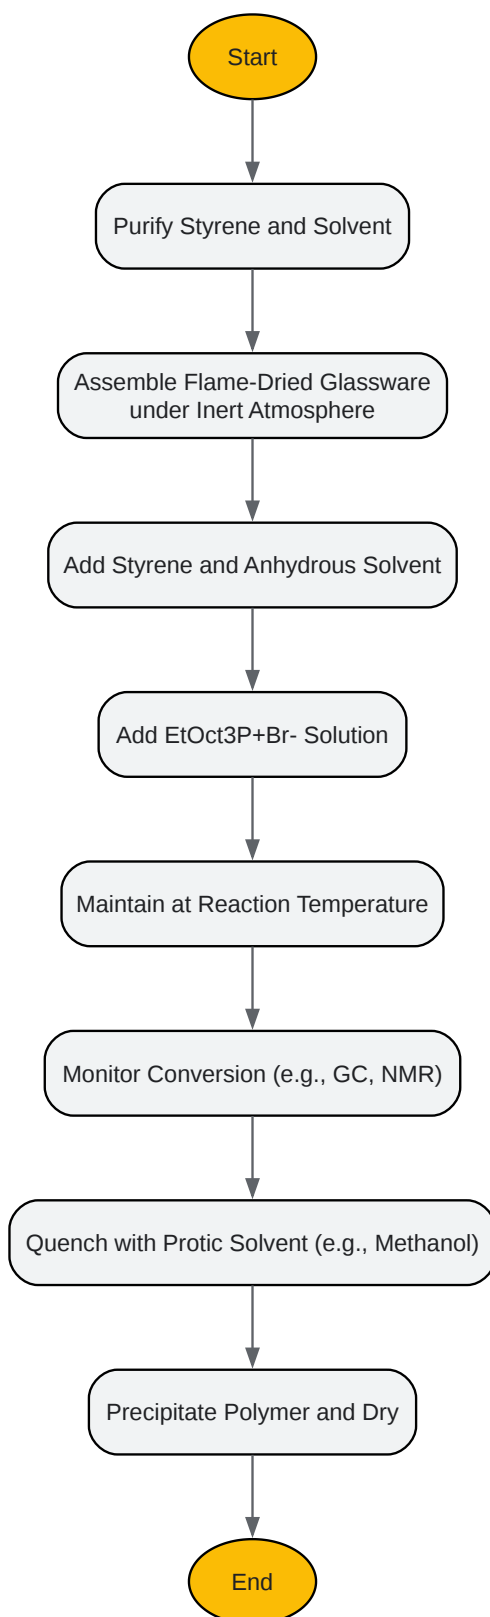 Start
Purify Styrene and Solvent
Assemble Flame-Dried Glassware
under Inert Atmosphere
Add Styrene and Anhydrous Solvent
Add EtOct3P+Br- Solution
Maintain at Reaction Temperature
Monitor Conversion (e.g., GC, NMR)
Quench with Protic Solvent (e.g., Methanol)
Precipitate Polymer and Dry
End